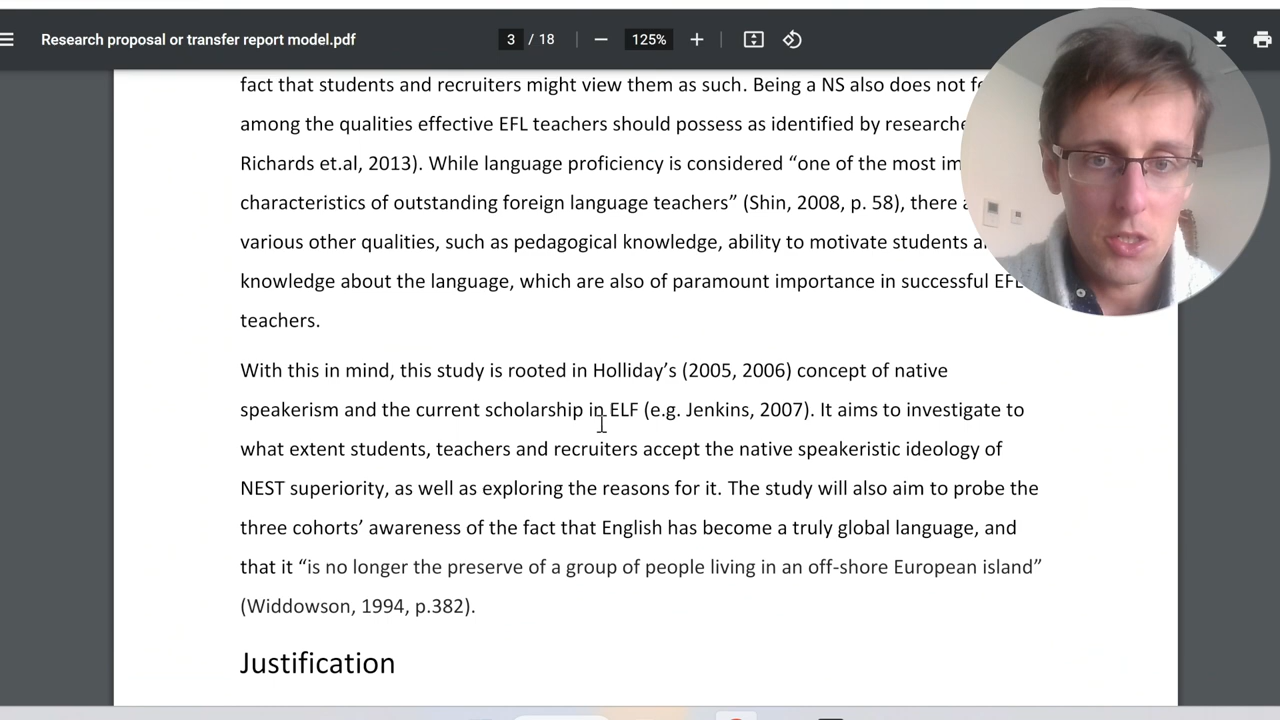 Research proposal or transfer report model.pdf
3 / 18
125%
fact that students and recruiters might view them as such. Being a NS also does not
among the qualities effective EFL teachers should possess as identified by
Richards et.al, 2013). While language proficiency is considered “one of the most
characteristics of outstanding foreign language teachers” (Shin, 2008, p. 58), there
various other qualities, such as pedagogical knowledge, ability to motivate students
knowledge about the language, which are also of paramount importance in successful
teachers.
With this in mind, this study is rooted in Holliday’s (2005, 2006) concept of native
speakerism and the current scholarship in ELF (e.g. Jenkins, 2007). It aims to investigate to
what extent students, teachers and recruiters accept the native speakeristic ideology of
NEST superiority, as well as exploring the reasons for it. The study will also aim to probe the
three cohorts’ awareness of the fact that English has become a truly global language, and
that it “is no longer the preserve of a group of people living in an off-shore European island”
(Widdowson, 1994, p.382).
Justification